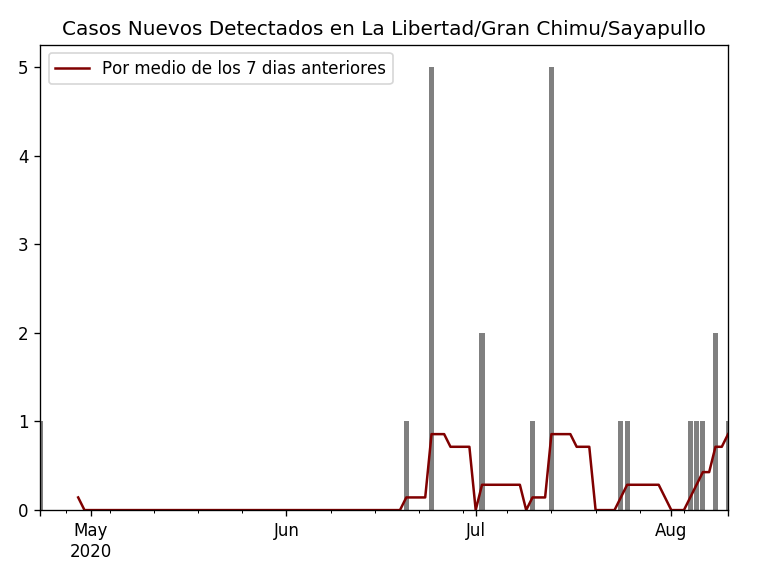 Casos Nuevos Detectados en La Libertad/Gran Chimu/Sayapullo
Por medio de los 7 dias anteriores
5
4
3
2
1
0
May
2020
Jun
Jul
Aug